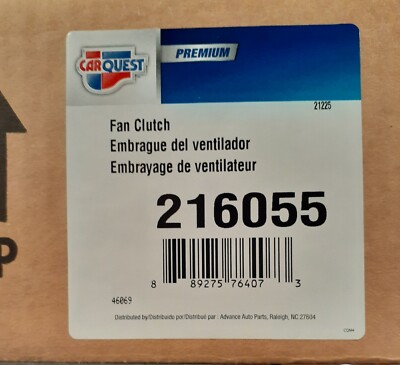 CARQUEST
PREMIUM
21225
Fan Clutch
Embrague del ventilador
Embrayage de ventilateur
216055
8 89275 76407 3
46069
Distributed by/Distribuido por/Distribué par : Advance Auto Parts, Raleigh, NC 27604
P